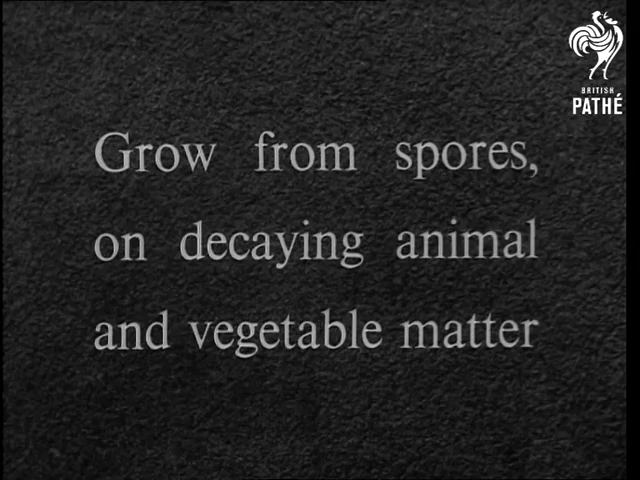 BRITISH
PATHÉ
Grow from spores,
on decaying animal
and vegetable matter